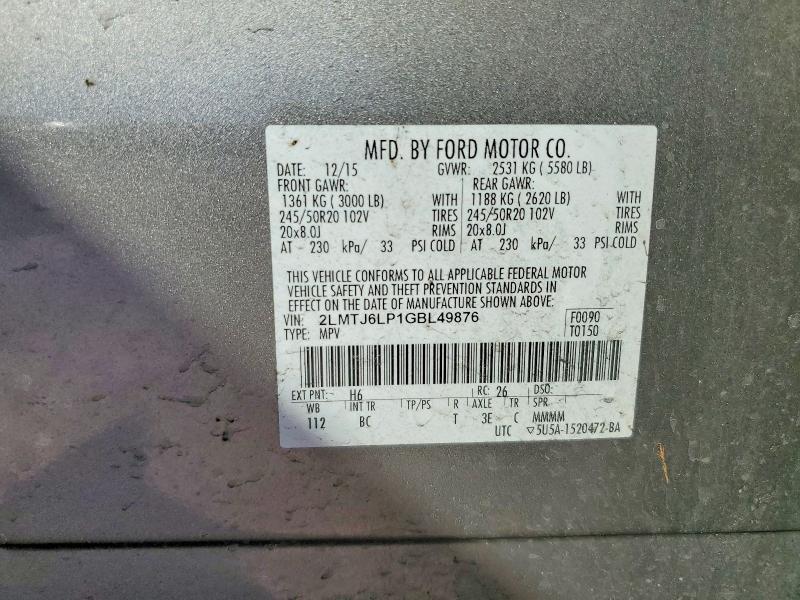 MFD. BY FORD MOTOR CO.
DATE: 12/15 GVWR: 2531 KG ( 5580 LB)
FRONT GAWR: REAR GAWR:
1361 KG ( 3000 LB) WITH 1188 KG ( 2620 LB) WITH
245/50R20 102V TIRES 245/50R20 102V TIRES
20x8.0J RIMS 20x8.0J RIMS
AT 230 kPa/ 33 PSI COLD AT 230 kPa/ 33 PSI COLD
THIS VEHICLE CONFORMS TO ALL APPLICABLE FEDERAL MOTOR
VEHICLE SAFETY AND THEFT PREVENTION STANDARDS IN
EFFECT ON THE DATE OF MANUFACTURE SHOWN ABOVE.
VIN: 2LMTJ6LP1GBL49876 F0090
TYPE: MPV T0150
EXT PNT: H6 RC: 26 DSO:
WB INT TR TP/PS R AXLE TR SPR
112 BC T 3E C MMMM
UTC ▽5U5A-1520472-BA